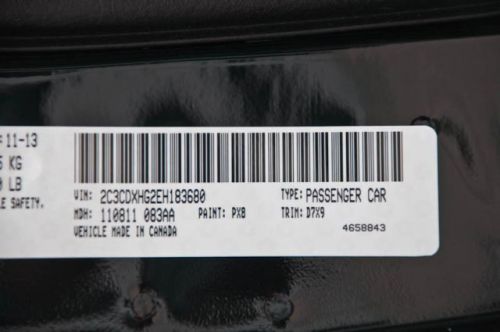 11-13
KG
LB
SAFETY.
VIN: 2C3CDXHG2EH183680 TYPE: PASSENGER CAR
MDH: 110811 083AA PAINT: PX8 TRIM: D7X9
VEHICLE MADE IN CANADA
4658843